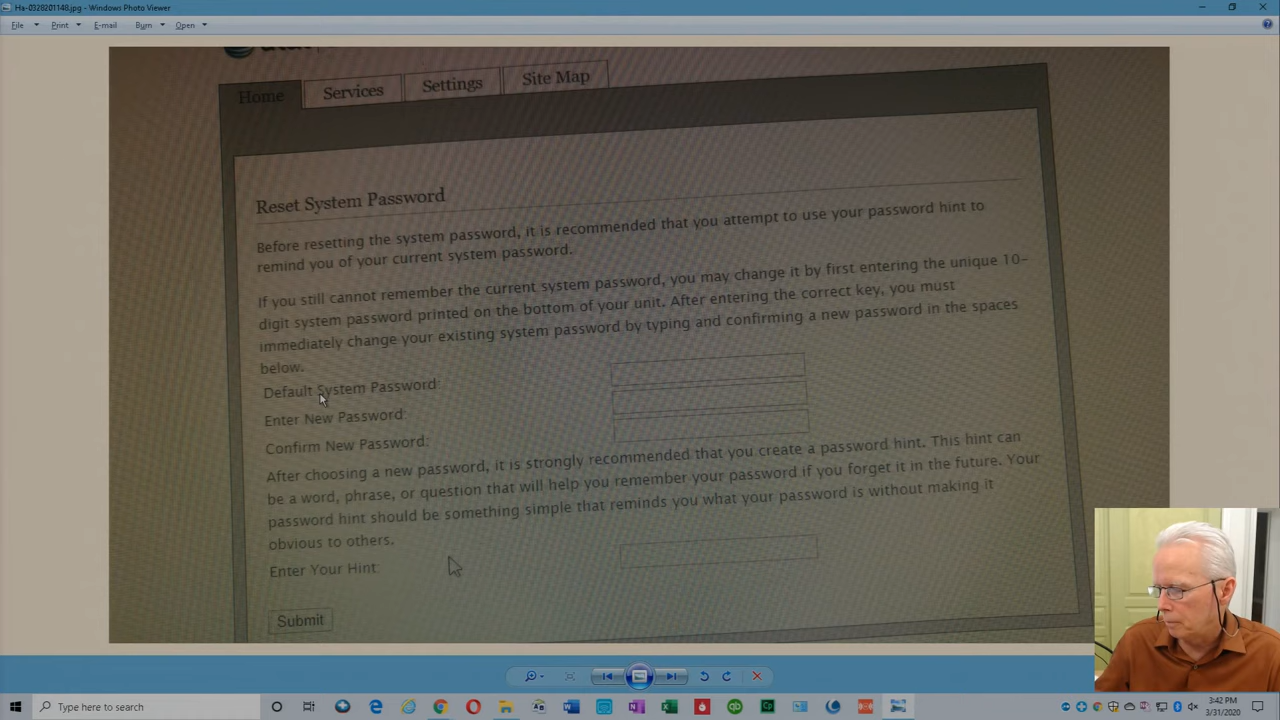 Ha-0328201148.jpg - Windows Photo Viewer
File Print E-mail Burn Open
Home Services Settings Site Map
Reset System Password
Before resetting the system password, it is recommended that you attempt to use your password hint to
remind you of your current system password.
If you still cannot remember the current system password, you may change it by first entering the unique 10-
digit system password printed on the bottom of your unit. After entering the correct key, you must
immediately change your existing system password by typing and confirming a new password in the spaces
below.
Default System Password:
Enter New Password:
Confirm New Password:
After choosing a new password, it is strongly recommended that you create a password hint. This hint can
be a word, phrase, or question that will help you remember your password if you forget it in the future. Your
password hint should be something simple that reminds you what your password is without making it
obvious to others.
Enter Your Hint:
Submit
Type here to search
3:42 PM
3/31/2020